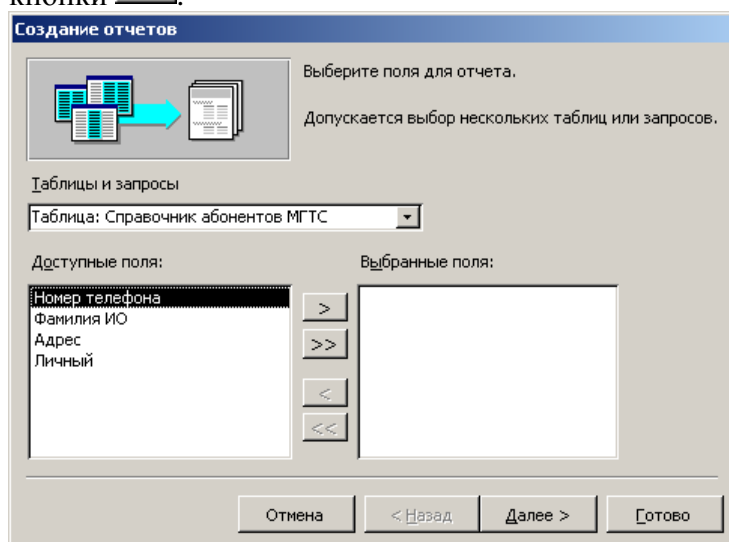 кнопки
Создание отчетов
Выберите поля для отчета.
Допускается выбор нескольких таблиц или запросов.
Таблицы и запросы
Таблица: Справочник абонентов МГТС
Доступные поля:
Выбранные поля:
Номер телефона
Фамилия ИО
Адрес
Личный
>
>>
<
<<
Отмена
< Назад
Далее >
Готово